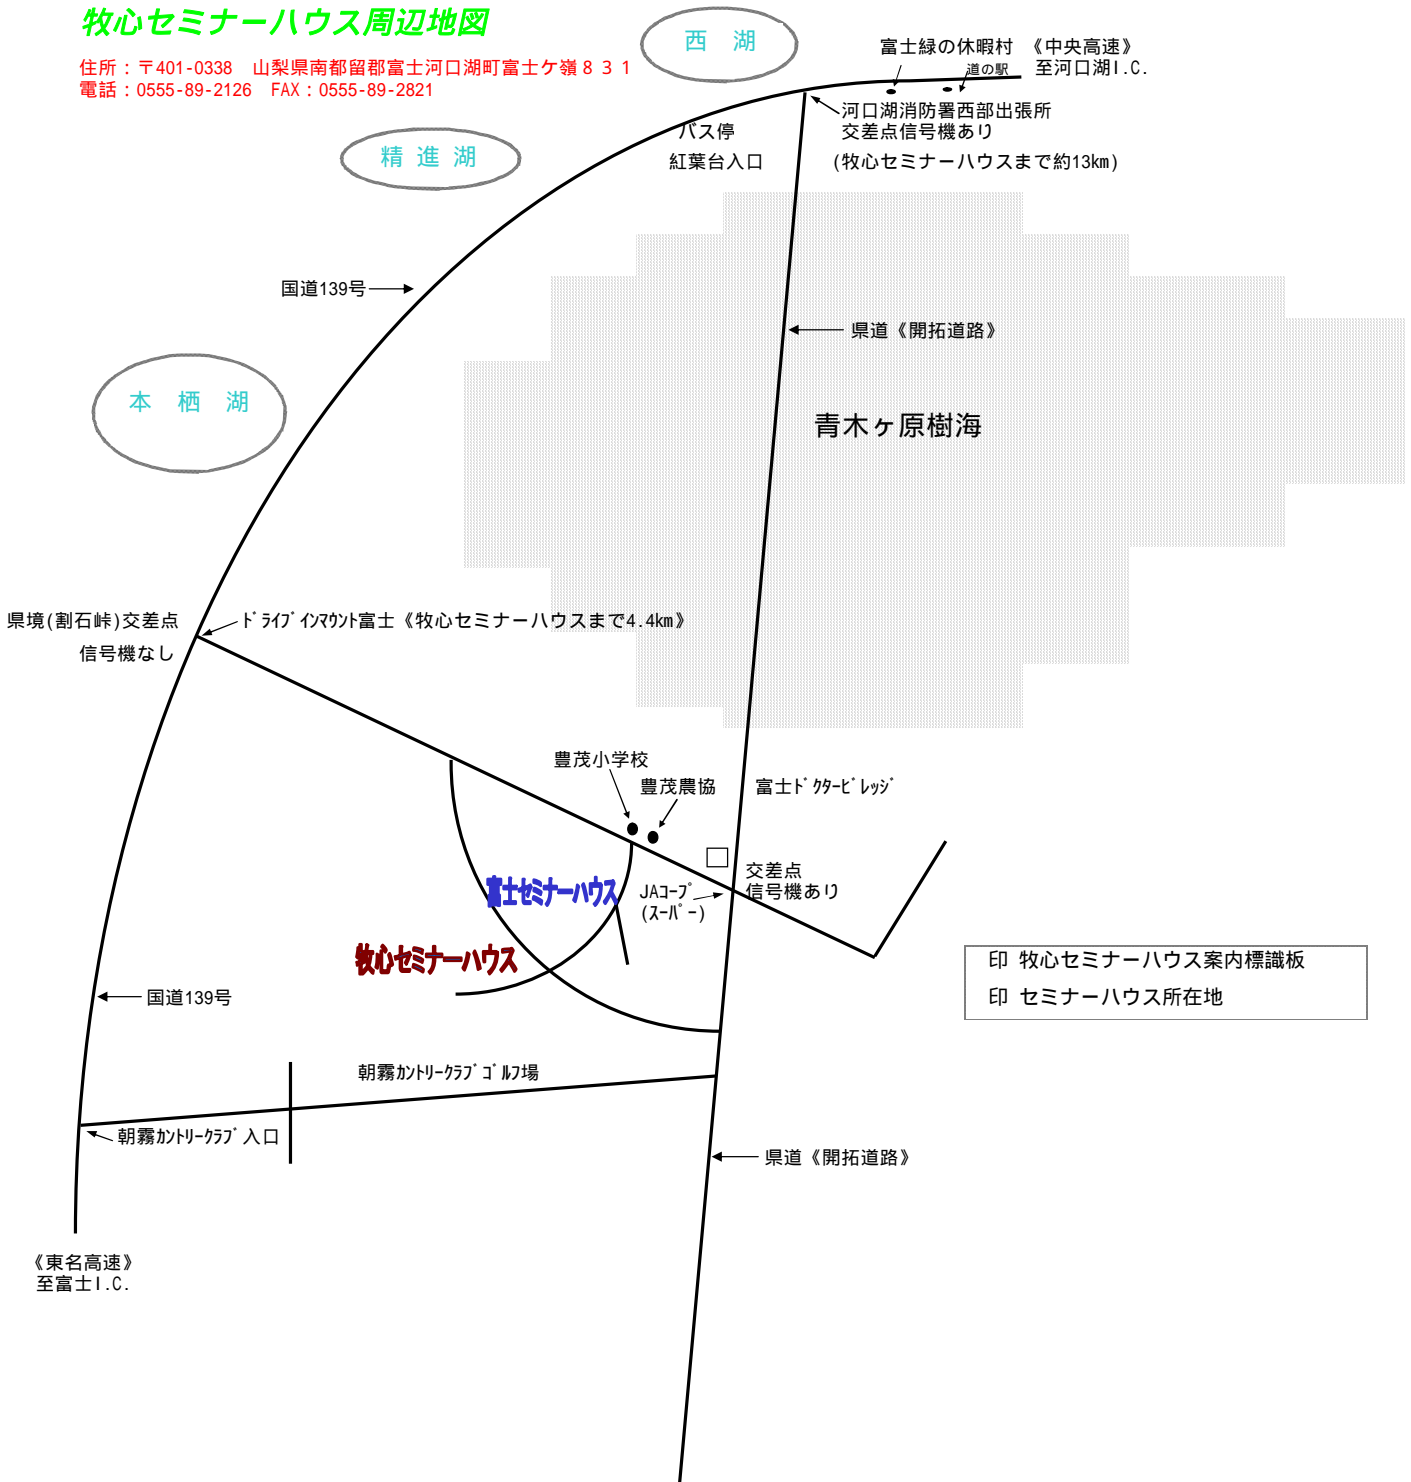 牧心セミナーハウス周辺地図
住所：〒401-0338　山梨県南都留郡富士河口湖町富士ケ嶺８３１
電話：0555-89-2126　FAX：0555-89-2821
西　湖
富士緑の休暇村
《中央高速》
道の駅
至河口湖I.C.
河口湖消防署西部出張所
交差点信号機あり
(牧心セミナーハウスまで約13km)
バス停
紅葉台入口
精 進 湖
国道139号
県道《開拓道路》
本　栖　湖
青木ヶ原樹海
県境(割石峠)交差点
信号機なし
ﾄﾞﾗｲﾌﾞｲﾝﾏｳﾝﾄ富士《牧心セミナーハウスまで4.4km》
豊茂小学校
豊茂農協
富士ﾄﾞｸﾀｰﾋﾞﾚｯｼﾞ
交差点
信号機あり
富士セミナーハウス
JAｺｰﾌﾟ
(ｽｰﾊﾟｰ)
牧心セミナーハウス
印 牧心セミナーハウス案内標識板
印 セミナーハウス所在地
国道139号
朝霧ｶﾝﾄﾘｰｸﾗﾌﾞｺﾞﾙﾌ場
朝霧ｶﾝﾄﾘｰｸﾗﾌﾞ入口
県道《開拓道路》
《東名高速》
至富士I.C.